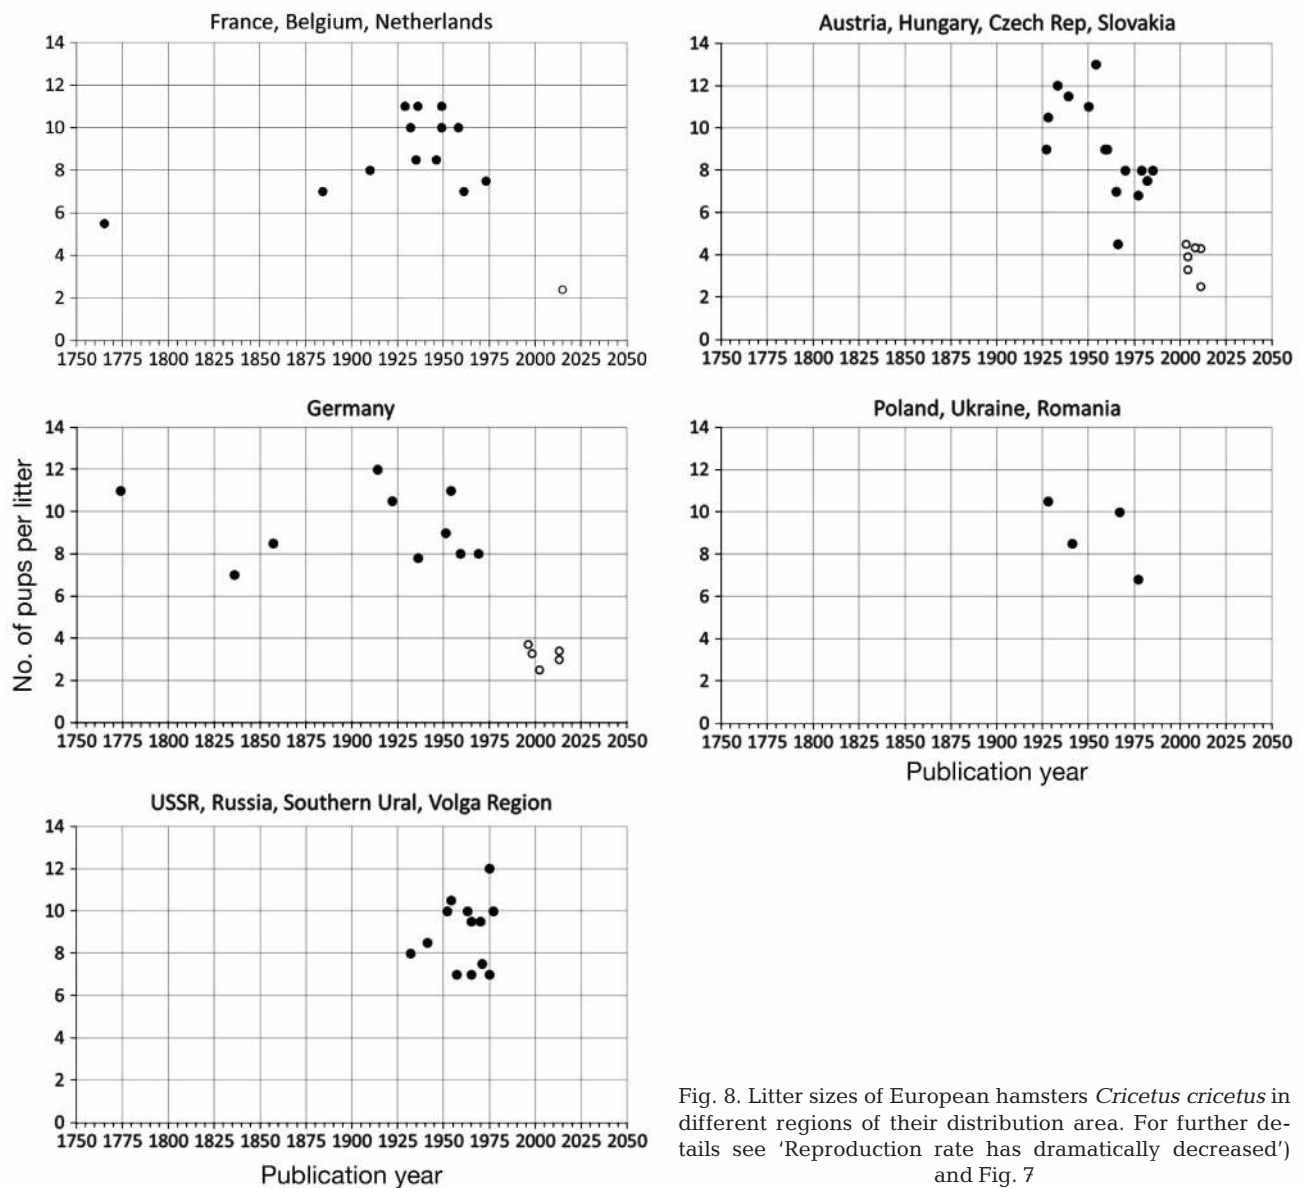 France, Belgium, Netherlands
14
12
10
8
6
4
2
0
1750 1775 1800 1825 1850 1875 1900 1925 1950 1975 2000 2025 2050
Austria, Hungary, Czech Rep, Slovakia
14
12
10
8
6
4
2
0
1750 1775 1800 1825 1850 1875 1900 1925 1950 1975 2000 2025 2050
No. of pups per litter
Germany
14
12
10
8
6
4
2
0
1750 1775 1800 1825 1850 1875 1900 1925 1950 1975 2000 2025 2050
Poland, Ukraine, Romania
14
12
10
8
6
4
2
0
1750 1775 1800 1825 1850 1875 1900 1925 1950 1975 2000 2025 2050
Publication year
USSR, Russia, Southern Ural, Volga Region
14
12
10
8
6
4
2
0
1750 1775 1800 1825 1850 1875 1900 1925 1950 1975 2000 2025 2050
Publication year
Fig. 8. Litter sizes of European hamsters Cricetus cricetus in
different regions of their distribution area. For further de-
tails see ‘Reproduction rate has dramatically decreased’)
and Fig. 7